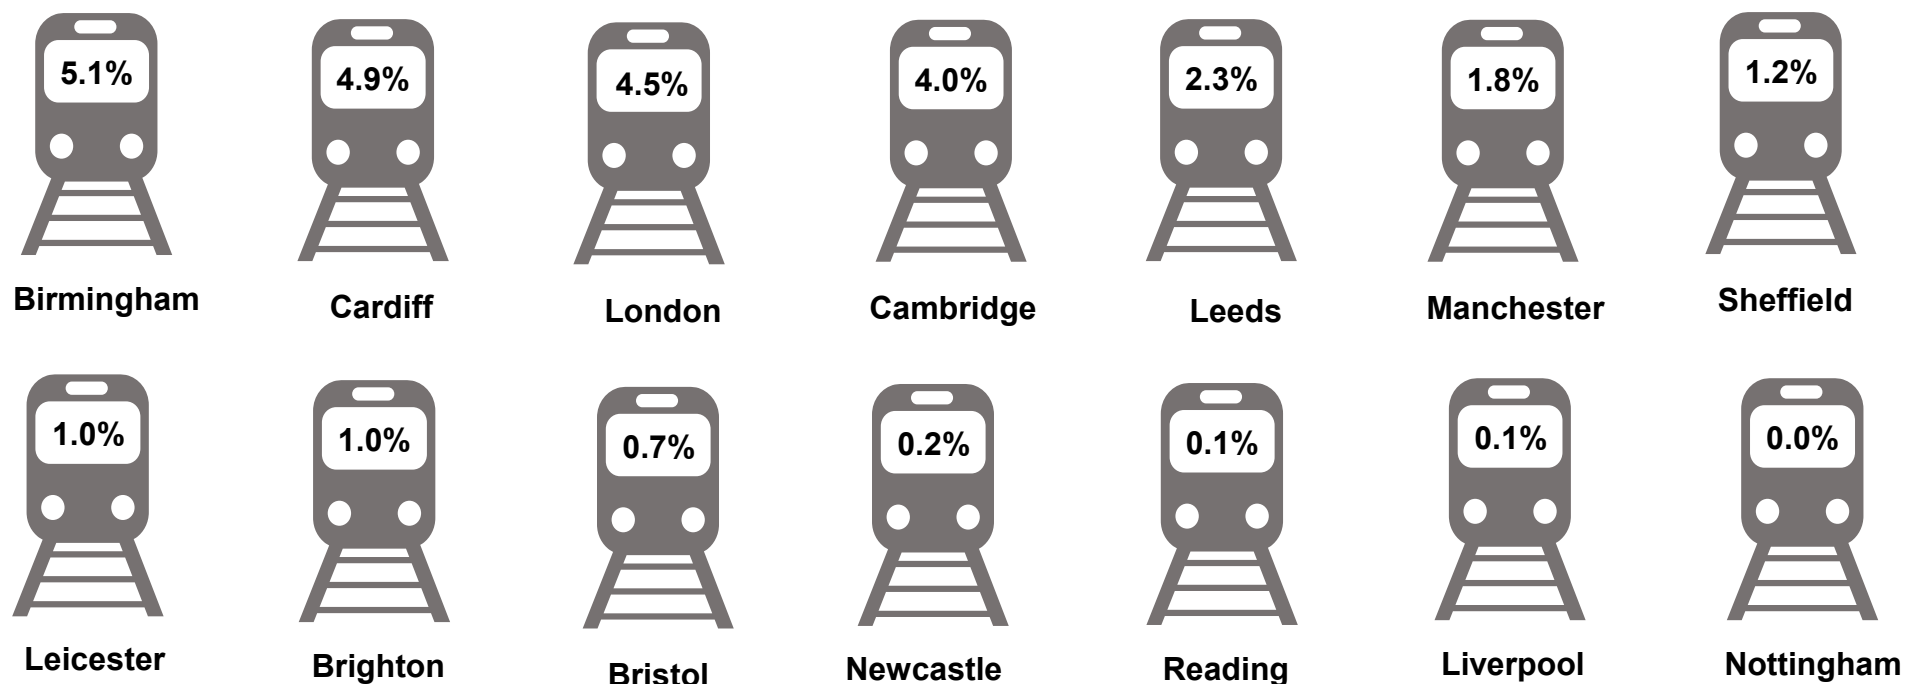 5.1%
4.9%
4.5%
4.0%
2.3%
1.8%
1.2%
Birmingham
Cardiff
London
Cambridge
Leeds
Manchester
Sheffield
1.0%
1.0%
0.7%
0.2%
0.1%
0.1%
0.0%
Leicester
Brighton
Bristol
Newcastle
Reading
Liverpool
Nottingham